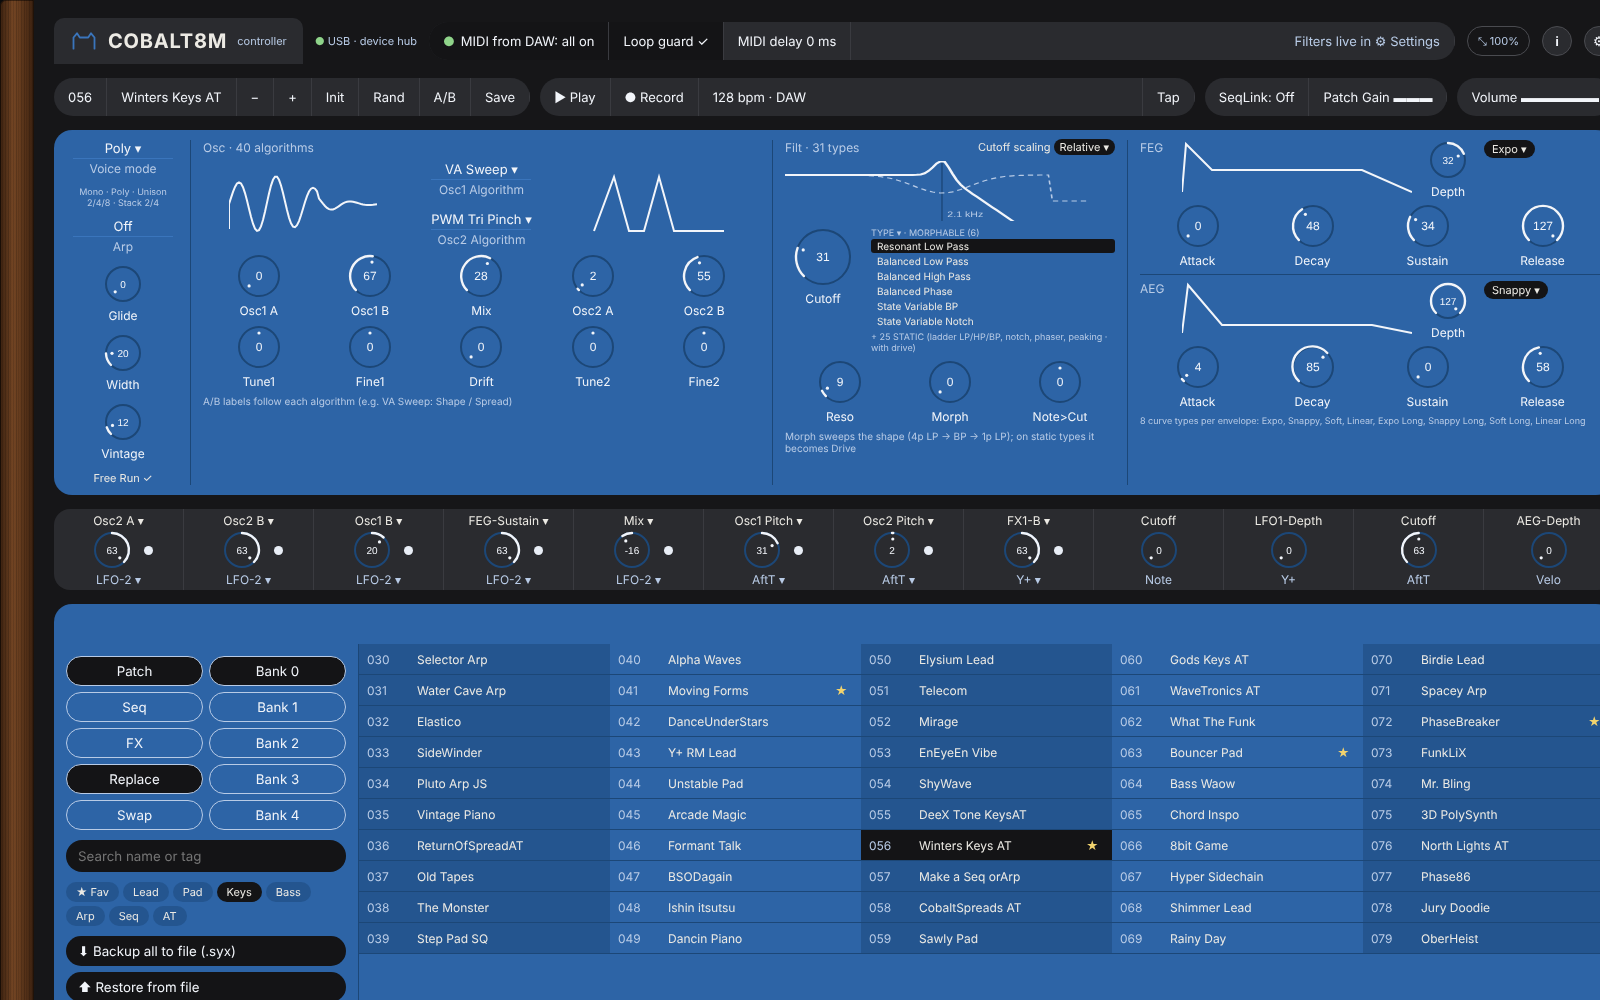 COBALT8M controller
USB · device hub
MIDI from DAW: all on
Loop guard ✓
MIDI delay 0 ms
Filters live in ⚙ Settings
⤡ 100%
i
056
Winters Keys AT
−
+
Init
Rand
A/B
Save
▶ Play
● Record
128 bpm · DAW
Tap
SeqLink: Off
Patch Gain
Volume
Poly ▾
Voice mode
Mono · Poly · Unison
2/4/8 · Stack 2/4
Off
Arp
0
Glide
20
Width
12
Vintage
Free Run ✓
Osc · 40 algorithms
VA Sweep ▾
Osc1 Algorithm
PWM Tri Pinch ▾
Osc2 Algorithm
0 67 28 2 55
Osc1 A Osc1 B Mix Osc2 A Osc2 B
0 0 0 0 0
Tune1 Fine1 Drift Tune2 Fine2
A/B labels follow each algorithm (e.g. VA Sweep: Shape / Spread)
Filt · 31 types
Cutoff scaling Relative ▾
2.1 kHz
31
Cutoff
TYPE ▾ · MORPHABLE (6)
Resonant Low Pass
Balanced Low Pass
Balanced High Pass
Balanced Phase
State Variable BP
State Variable Notch
+ 25 STATIC (ladder LP/HP/BP, notch, phaser, peaking ·
with drive)
9 0 0
Reso Morph Note>Cut
Morph sweeps the shape (4p LP → BP → 1p LP); on static types it
becomes Drive
FEG
32
Depth
Expo ▾
0 48 34 127
Attack Decay Sustain Release
AEG
127
Depth
Snappy ▾
4 85 0 58
Attack Decay Sustain Release
8 curve types per envelope: Expo, Snappy, Soft, Linear, Expo Long, Snappy Long, Soft Long, Linear Long
Osc2 A ▾ Osc2 B ▾ Osc1 B ▾ FEG-Sustain ▾ Mix ▾ Osc1 Pitch ▾ Osc2 Pitch ▾ FX1-B ▾ Cutoff LFO1-Depth Cutoff AEG-Depth
63 63 20 63 -16 31 2 63 0 0 63 0
LFO-2 ▾ LFO-2 ▾ LFO-2 ▾ LFO-2 ▾ LFO-2 ▾ AftT ▾ AftT ▾ Y+ ▾ Note Y+ AftT Velo
Patch Bank 0
Seq Bank 1
FX Bank 2
Replace Bank 3
Swap Bank 4
Search name or tag
★ Fav Lead Pad Keys Bass
Arp Seq AT
⬇ Backup all to file (.syx)
⬆ Restore from file
030 Selector Arp
031 Water Cave Arp
032 Elastico
033 SideWinder
034 Pluto Arp JS
035 Vintage Piano
036 ReturnOfSpreadAT
037 Old Tapes
038 The Monster
039 Step Pad SQ
040 Alpha Waves
041 Moving Forms ★
042 DanceUnderStars
043 Y+ RM Lead
044 Unstable Pad
045 Arcade Magic
046 Formant Talk
047 BSODagain
048 Ishin itsutsu
049 Dancin Piano
050 Elysium Lead
051 Telecom
052 Mirage
053 EnEyeEn Vibe
054 ShyWave
055 DeeX Tone KeysAT
056 Winters Keys AT ★
057 Make a Seq orArp
058 CobaltSpreads AT
059 Sawly Pad
060 Gods Keys AT
061 WaveTronics AT
062 What The Funk
063 Bouncer Pad ★
064 Bass Waow
065 Chord Inspo
066 8bit Game
067 Hyper Sidechain
068 Shimmer Lead
069 Rainy Day
070 Birdie Lead
071 Spacey Arp
072 PhaseBreaker ★
073 FunkLiX
074 Mr. Bling
075 3D PolySynth
076 North Lights AT
077 Phase86
078 Jury Doodie
079 OberHeist